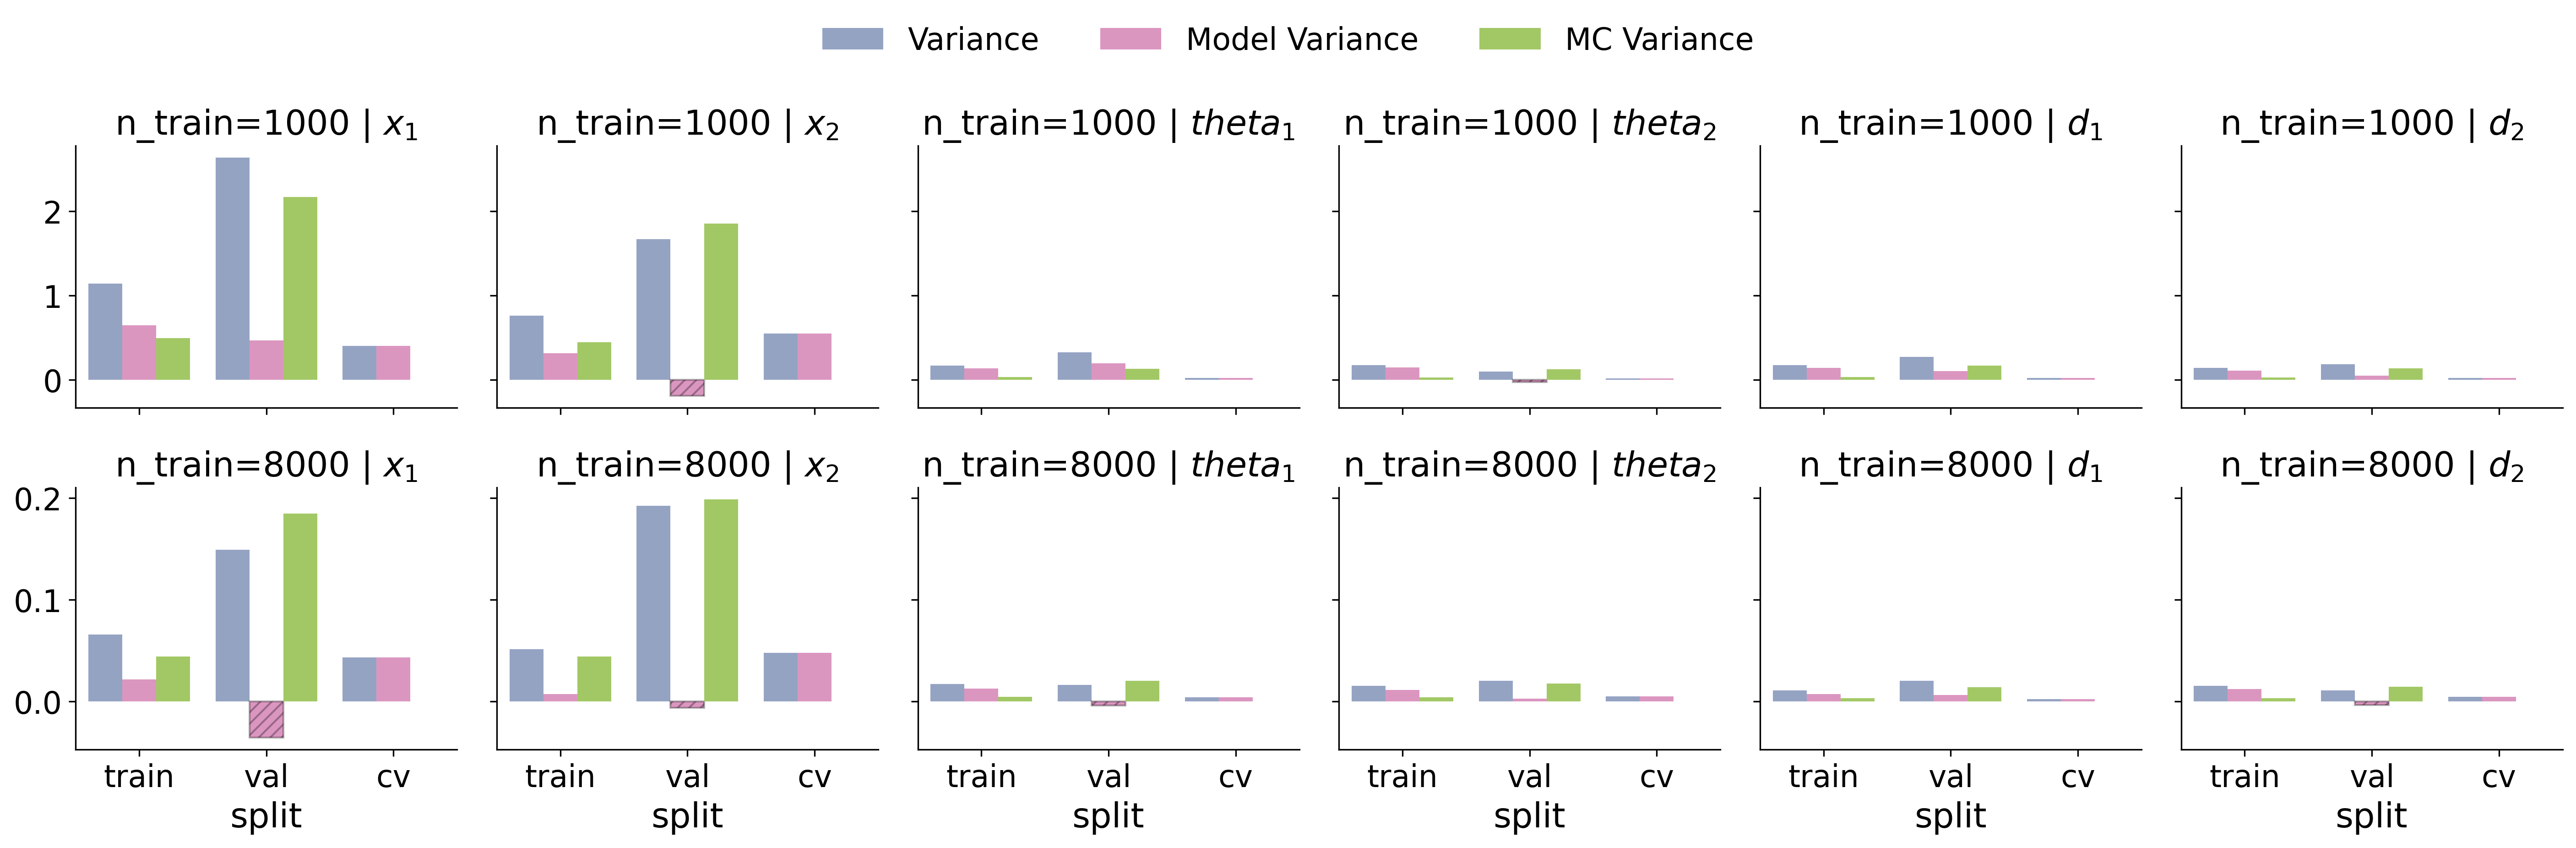 Variance Model Variance MC Variance
n_train=1000 | x₁ n_train=1000 | x₂ n_train=1000 | theta₁ n_train=1000 | theta₂ n_train=1000 | d₁ n_train=1000 | d₂
2
1
0
n_train=8000 | x₁ n_train=8000 | x₂ n_train=8000 | theta₁ n_train=8000 | theta₂ n_train=8000 | d₁ n_train=8000 | d₂
0.2
0.1
0.0
train val cv train val cv train val cv train val cv train val cv train val cv
split split split split split split